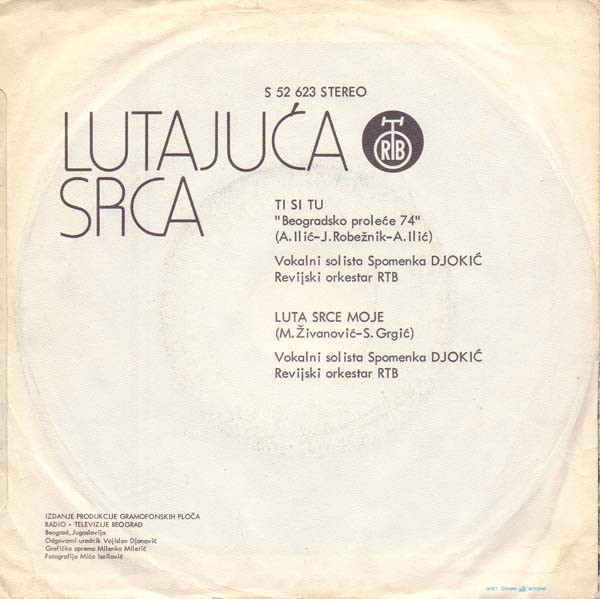 S 52 623 STEREO
LUTAJUĆA
SRCA
RTB
TI SI TU
"Beogradsko proleće 74"
(A. Ilić-J. Robežnik-A. Ilić)
Vokalni solista Spomenka DJOKIĆ
Revijski orkestar RTB
LUTA SRCE MOJE
(M. Živanović-S. Grgić)
Vokalni solista Spomenka DJOKIĆ
Revijski orkestar RTB
IZDANJE PRODUKCIJE GRAMOFONSKIH PLOČA
RADIO - TELEVIZIJE BEOGRAD
Beograd, Jugoslavija
Odgovorni urednik Vojislav Djonović
Grafička oprema Milenko Miletić
Fotografija Mića Isailović
BEOGRAD